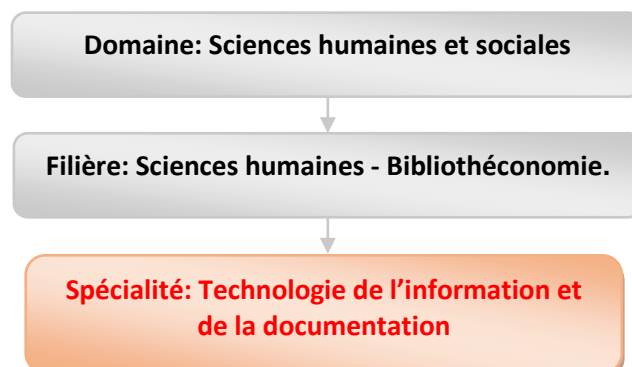 Domaine: Sciences humaines et sociales
Filière: Sciences humaines - Bibliothéconomie.
Spécialité: Technologie de l’information et
de la documentation